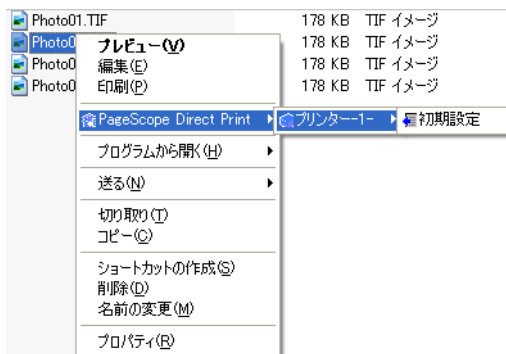 Photo01.TIF 178 KB TIF イメージ
Photo0 178 KB TIF イメージ
Photo0 178 KB TIF イメージ
Photo0 178 KB TIF イメージ
プレビュー(V)
編集(E)
印刷(P)
PageScope Direct Print
プリンター-1-
初期設定
プログラムから開く(H)
送る(N)
切り取り(T)
コピー(C)
ショートカットの作成(S)
削除(D)
名前の変更(M)
プロパティ(R)